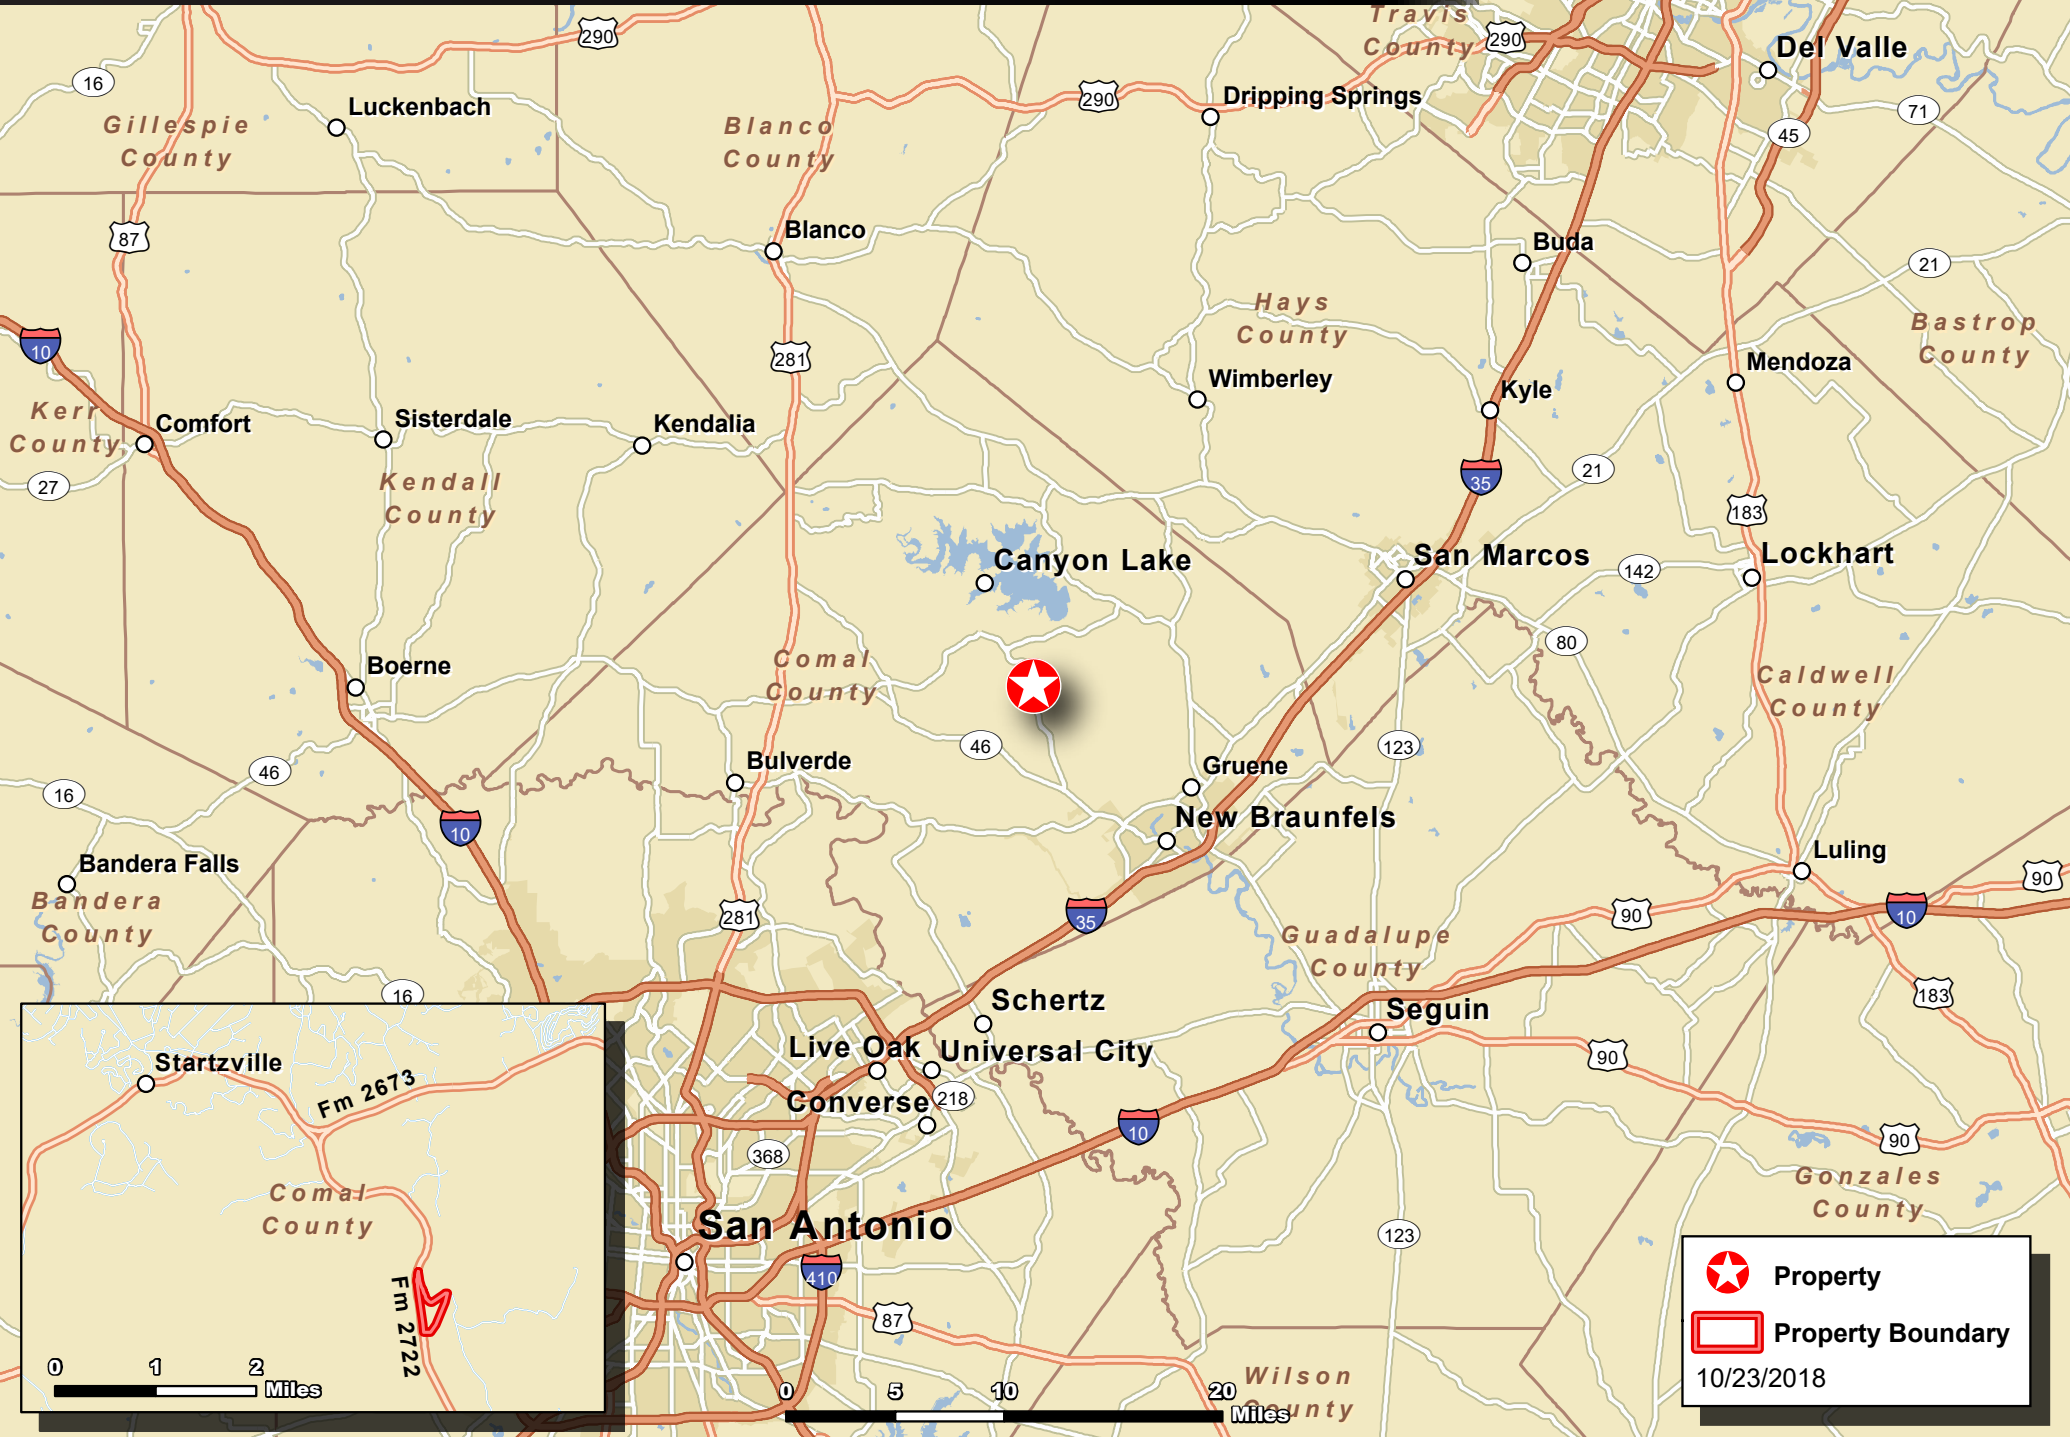 Travis
County
290
290
Del Valle
16
Luckenbach
290
Dripping Springs
71
Gillespie
County
Blanco
County
45
87
Blanco
Buda
21
Hays
County
Bastrop
County
10
281
Mendoza
Wimberley
Kyle
Kerr
County
Comfort
Sisterdale
Kendalia
27
Kendall
County
35
21
183
Canyon Lake
San Marcos
142
Lockhart
80
Boerne
Comal
County
Caldwell
County
46
123
46
Bulverde
Gruene
16
10
New Braunfels
Luling
Bandera Falls
90
Bandera
County
281
35
90
10
Guadalupe
County
16
Schertz
Seguin
183
Live Oak
Universal City
90
Converse
218
10
368
90
Gonzales
County
San Antonio
123
410
87
Wilson
County
0 5 10 20
Miles
Startzville
Fm 2673
Comal
County
Fm 2722
0 1 2
Miles
Property
Property Boundary
10/23/2018